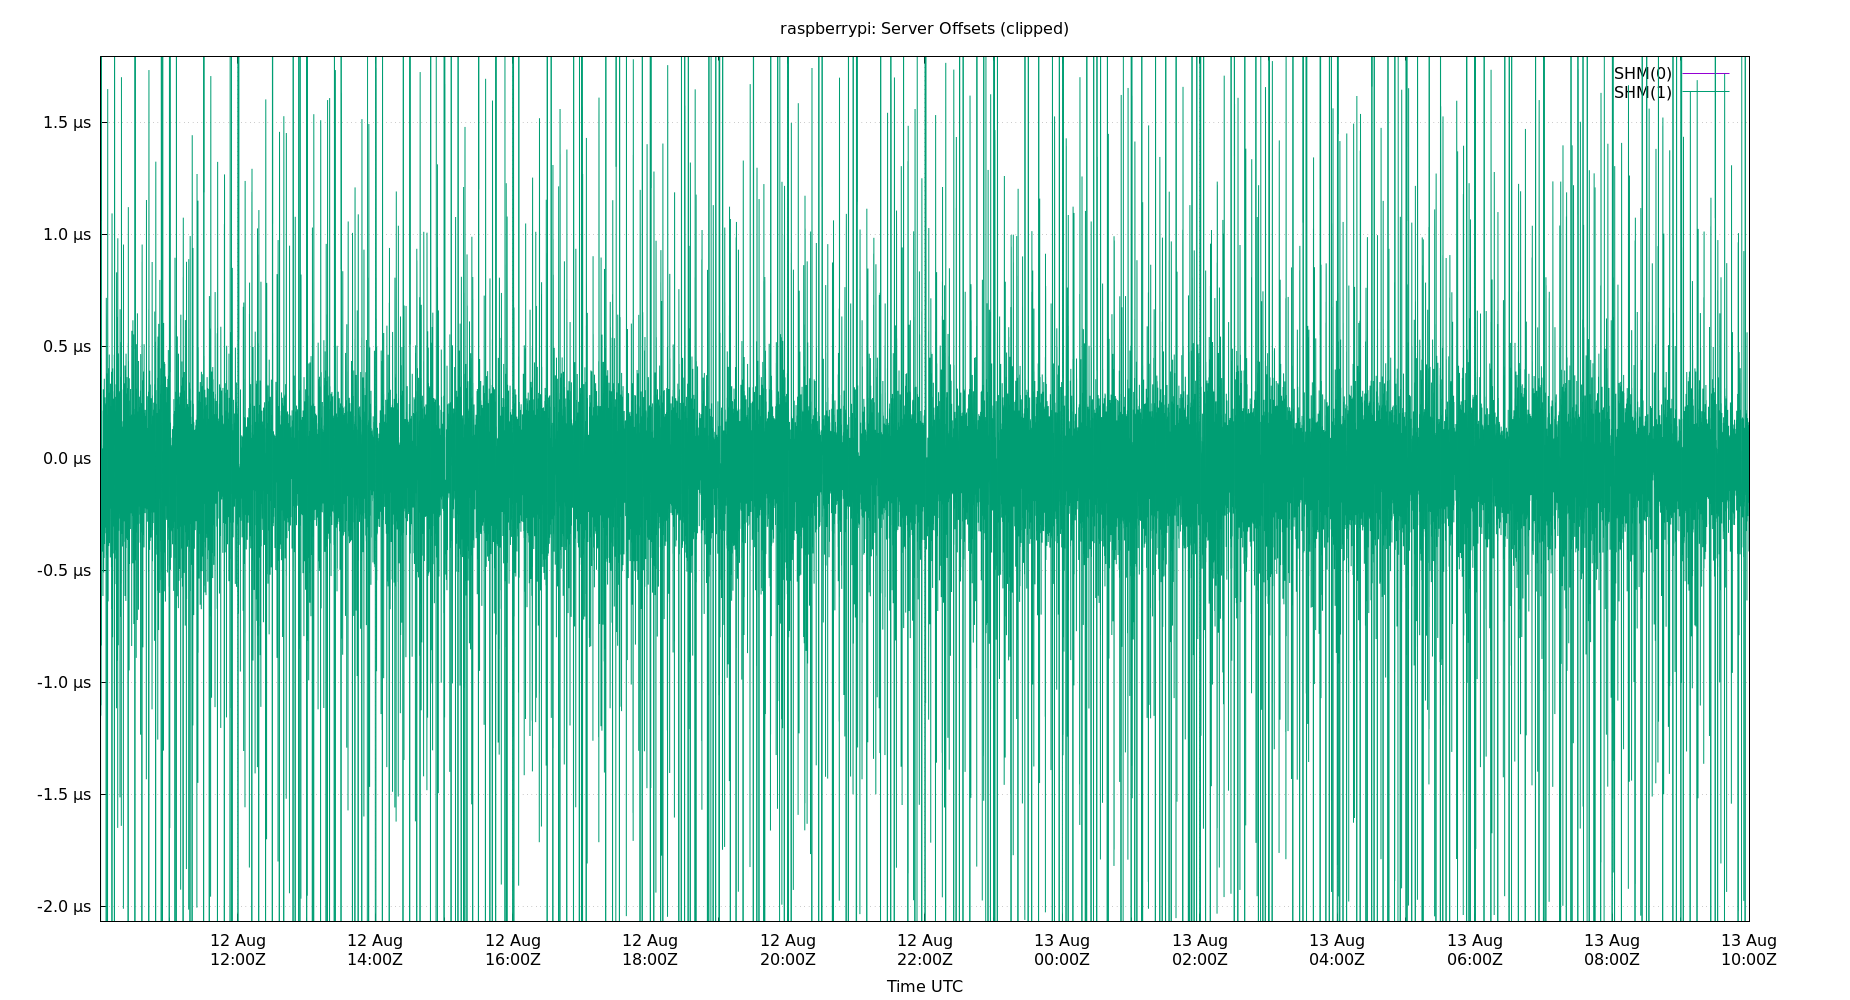 raspberrypi: Server Offsets (clipped)
SHM(0)
SHM(1)
1.5 µs
1.0 µs
0.5 µs
0.0 µs
-0.5 µs
-1.0 µs
-1.5 µs
-2.0 µs
12 Aug 12 Aug 12 Aug 12 Aug 12 Aug 12 Aug 13 Aug 13 Aug 13 Aug 13 Aug 13 Aug 13 Aug
12:00Z 14:00Z 16:00Z 18:00Z 20:00Z 22:00Z 00:00Z 02:00Z 04:00Z 06:00Z 08:00Z 10:00Z
Time UTC